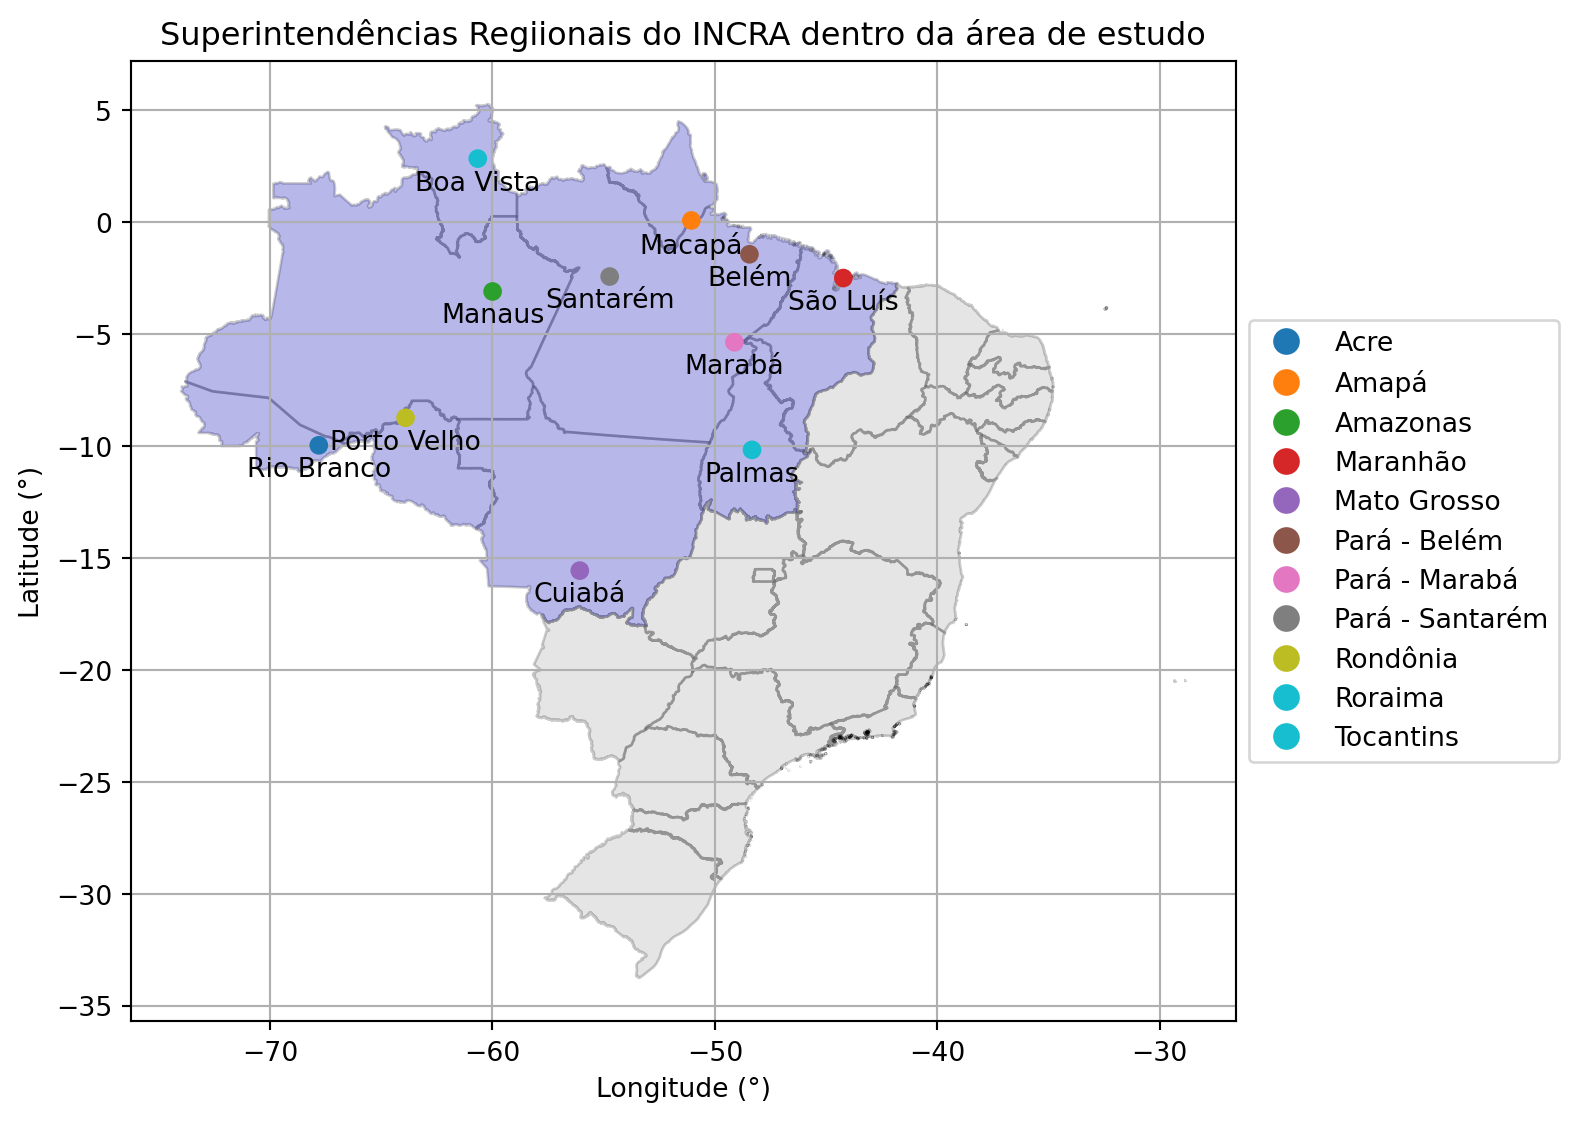 Superintendências Regiionais do INCRA dentro da área de estudo
5
0
−5
−10
−15
−20
−25
−30
−35
Latitude (°)
Boa Vista
Macapá
Belém
Santarém
Manaus
São Luís
Marabá
Porto Velho
Rio Branco
Palmas
Cuiabá
−70
−60
−50
−40
−30
Longitude (°)
Acre
Amapá
Amazonas
Maranhão
Mato Grosso
Pará - Belém
Pará - Marabá
Pará - Santarém
Rondônia
Roraima
Tocantins